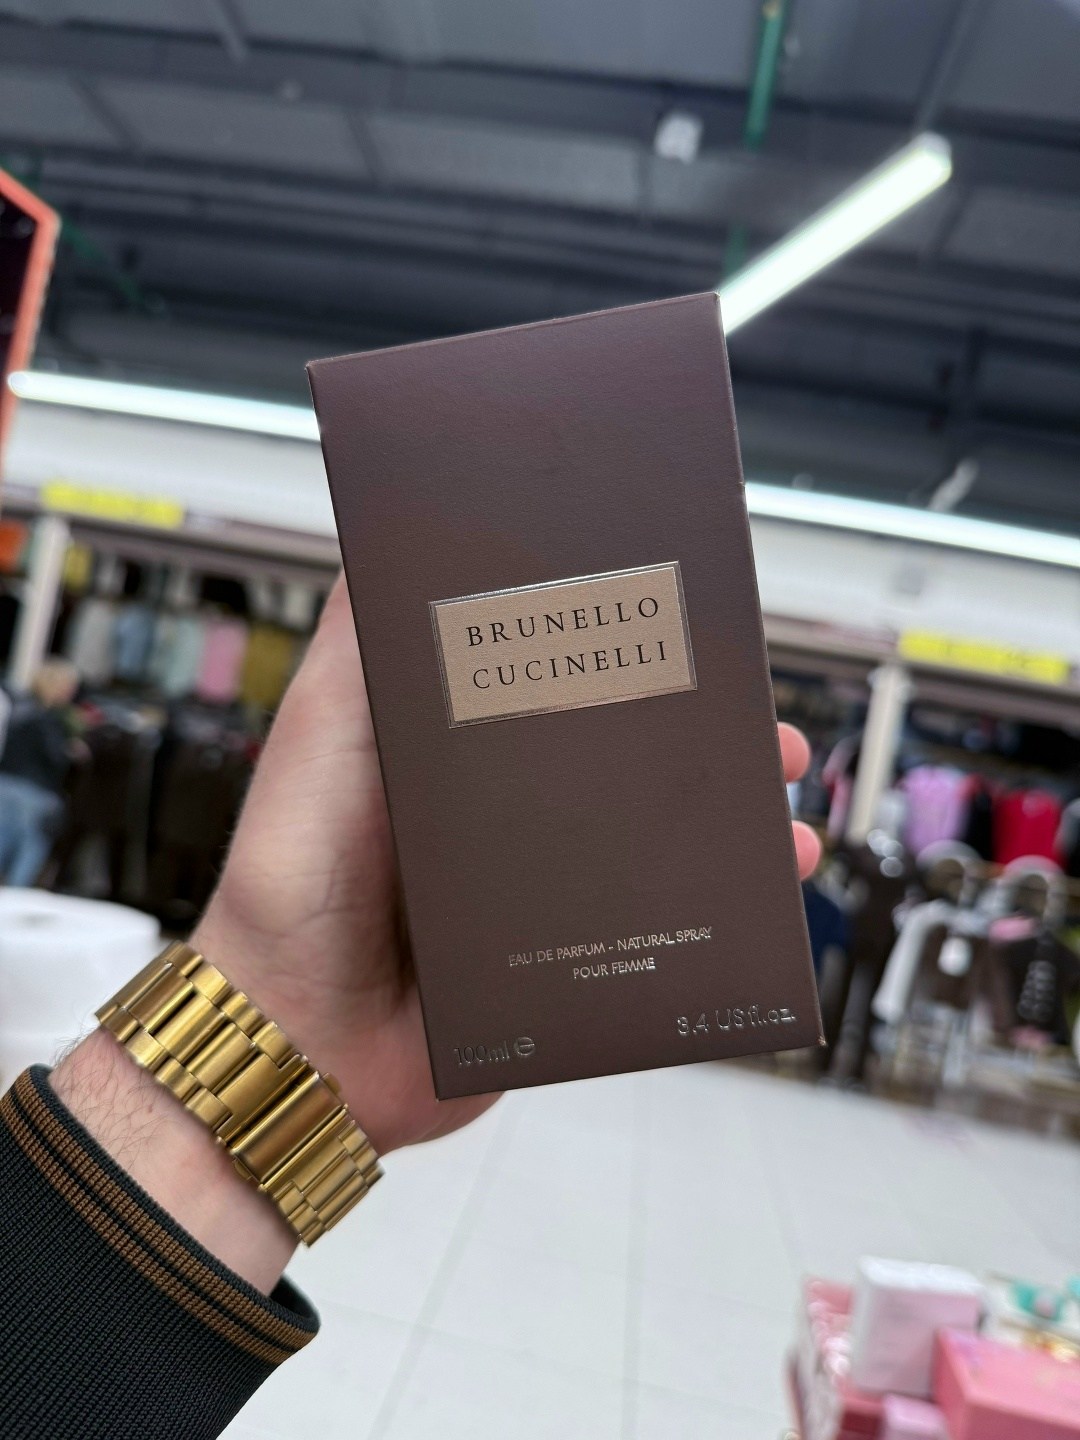 BRUNELLO
CUCINELLI
EAU DE PARFUM - NATURAL SPRAY
POUR FEMME
100ml ℮
3.4 US fl.oz.